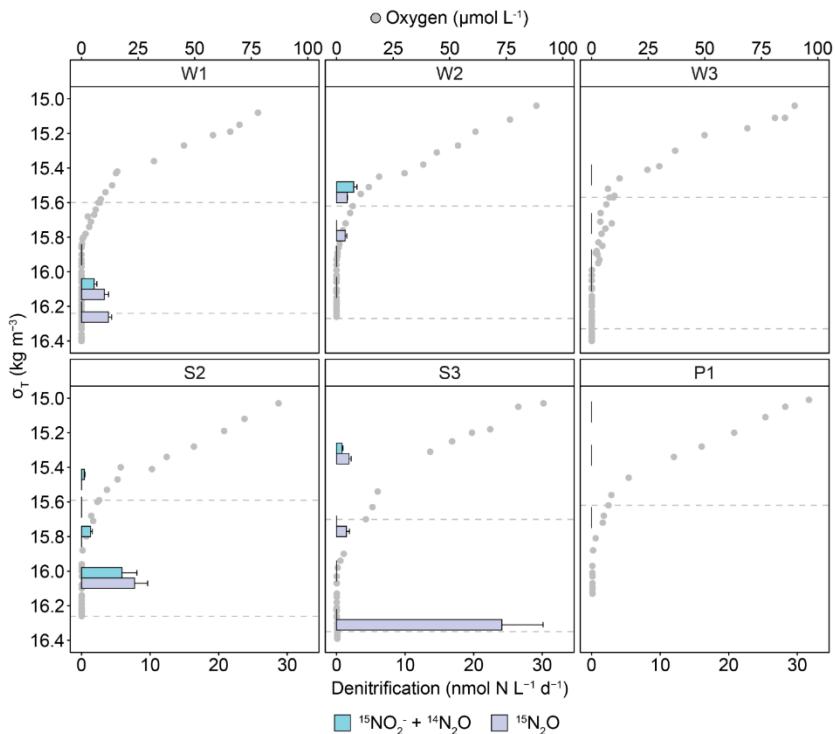 Oxygen (µmol L⁻¹)
0 25 50 75 100 0 25 50 75 100 0 25 50 75 100
W1 W2 W3
15.0
15.2
15.4
15.6
15.8
16.0
16.2
16.4
σT (kg m⁻³)
S2 S3 P1
15.0
15.2
15.4
15.6
15.8
16.0
16.2
16.4
0 10 20 30 0 10 20 30 0 10 20 30
Denitrification (nmol N L⁻¹ d⁻¹)
¹⁵NO₂⁻ + ¹⁴N₂O ¹⁵N₂O